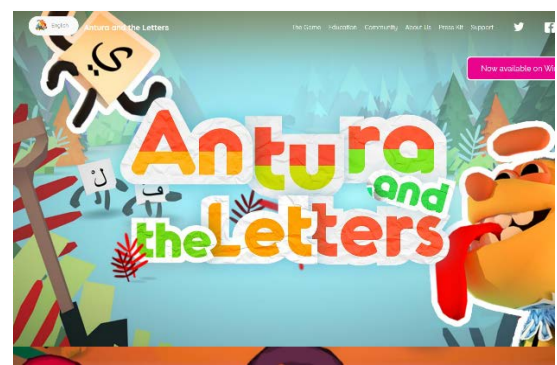 English
Antura and the Letters
The Game Education Community About Us Press Kit Support
Now available on Wi
ي
Antura
and
the Letters
ل
ف